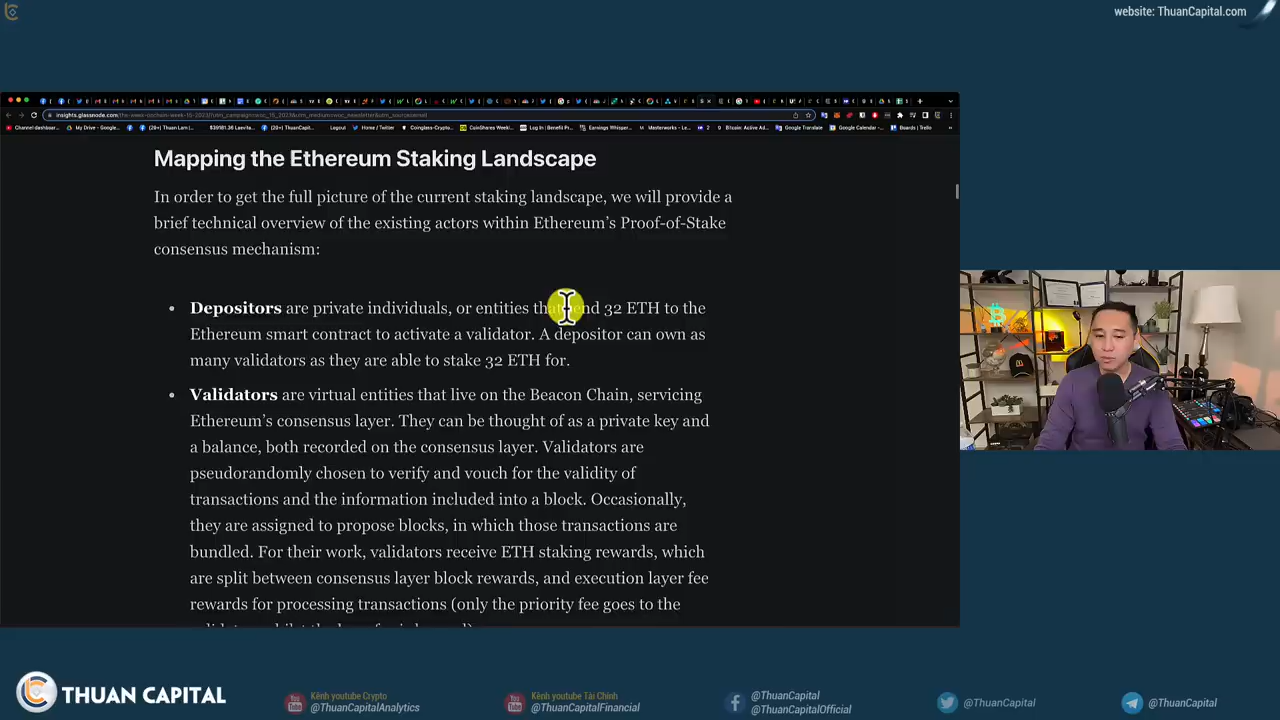 website: ThuanCapital.com
Mapping the Ethereum Staking Landscape
In order to get the full picture of the current staking landscape, we will provide a
brief technical overview of the existing actors within Ethereum's Proof-of-Stake
consensus mechanism:
Depositors are private individuals, or entities that send 32 ETH to the
Ethereum smart contract to activate a validator. A depositor can own as
many validators as they are able to stake 32 ETH for.
Validators are virtual entities that live on the Beacon Chain, servicing
Ethereum's consensus layer. They can be thought of as a private key and
a balance, both recorded on the consensus layer. Validators are
pseudorandomly chosen to verify and vouch for the validity of
transactions and the information included into a block. Occasionally,
they are assigned to propose blocks, in which those transactions are
bundled. For their work, validators receive ETH staking rewards, which
are split between consensus layer block rewards, and execution layer fee
rewards for processing transactions (only the priority fee goes to the
THUAN CAPITAL
Kênh youtube Crypto
@ThuanCapitalAnalytics
Kênh youtube Tài Chính
@ThuanCapitalFinancial
@ThuanCapital
@ThuanCapitalOfficial
@ThuanCapital
@ThuanCapital